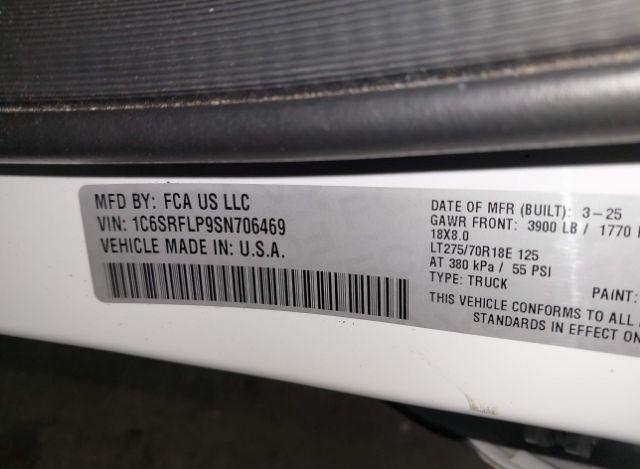 MFD BY: FCA US LLC
VIN: 1C6SRFLP9SN706469
VEHICLE MADE IN: U.S.A.
DATE OF MFR (BUILT): 3-25
GAWR FRONT: 3900 LB / 1770
18X8.0
LT275/70R18E 125
AT 380 kPa / 55 PSI
TYPE: TRUCK
PAINT:
THIS VEHICLE CONFORMS TO ALL
STANDARDS IN EFFECT ON